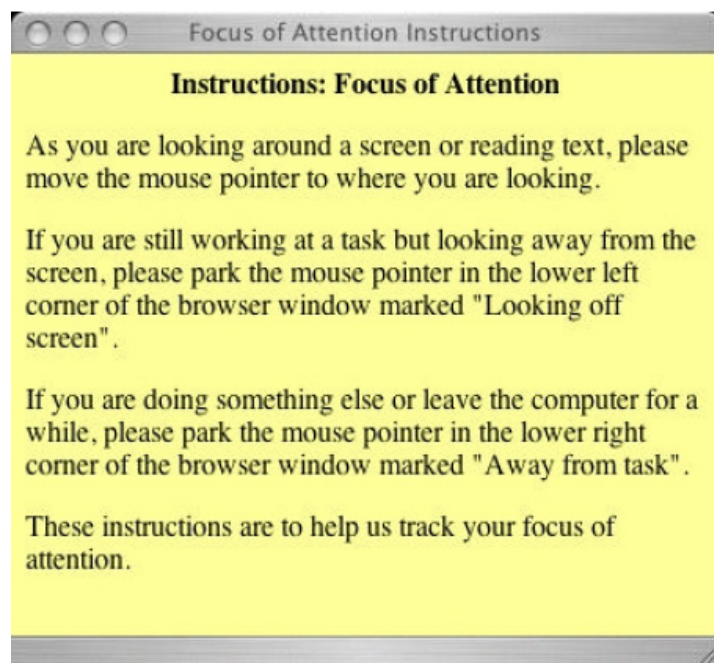 Focus of Attention Instructions
Instructions: Focus of Attention
As you are looking around a screen or reading text, please
move the mouse pointer to where you are looking.
If you are still working at a task but looking away from the
screen, please park the mouse pointer in the lower left
corner of the browser window marked "Looking off
screen".
If you are doing something else or leave the computer for a
while, please park the mouse pointer in the lower right
corner of the browser window marked "Away from task".
These instructions are to help us track your focus of
attention.